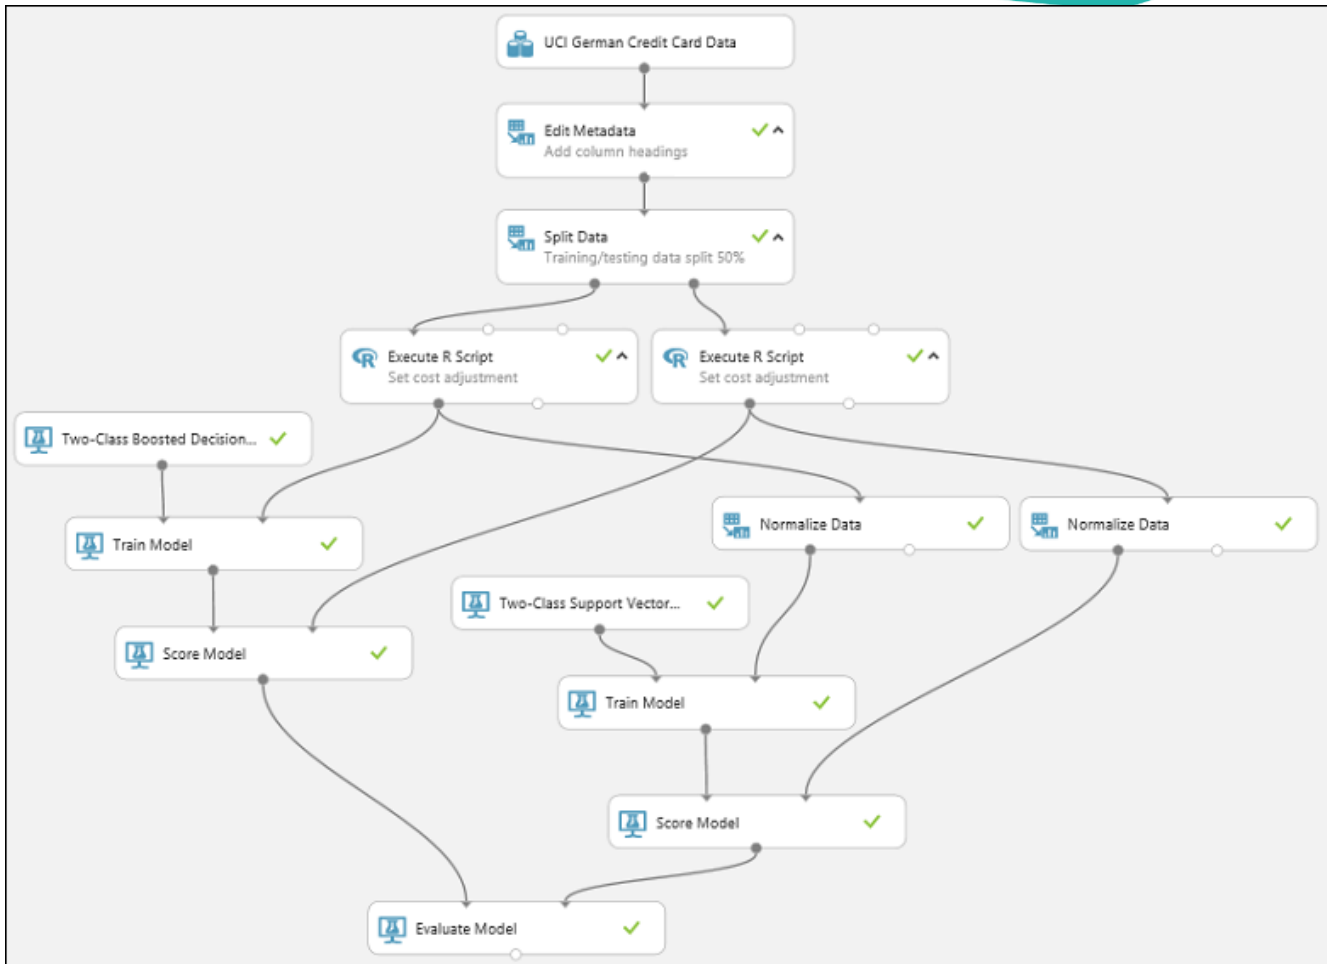 UCI German Credit Card Data
Edit Metadata
Add column headings
Split Data
Training/testing data split 50%
Execute R Script
Set cost adjustment
Execute R Script
Set cost adjustment
Two-Class Boosted Decision...
Train Model
Normalize Data
Normalize Data
Two-Class Support Vector...
Score Model
Train Model
Score Model
Evaluate Model